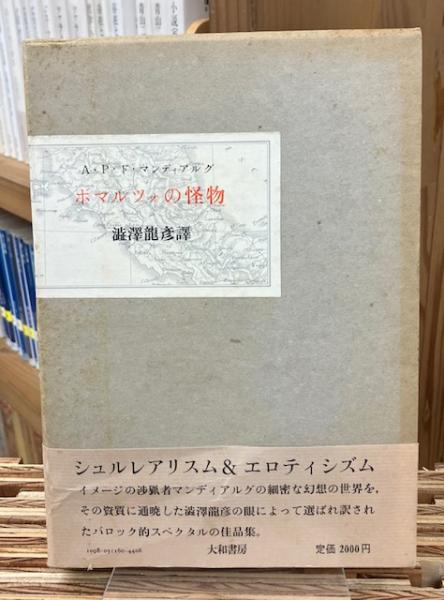 A・P・D・マンディアルグ
ボマルツォの怪物
澁澤龍彦譯
シュルレアリスム＆エロティシズム
イメージの渉猟者マンディアルグの細密な幻想の世界を、
その資質に通暁した澁澤龍彦の眼によって選ばれ訳され
たバロック的スペクタルの佳品集。
大和書房 定価 2000円